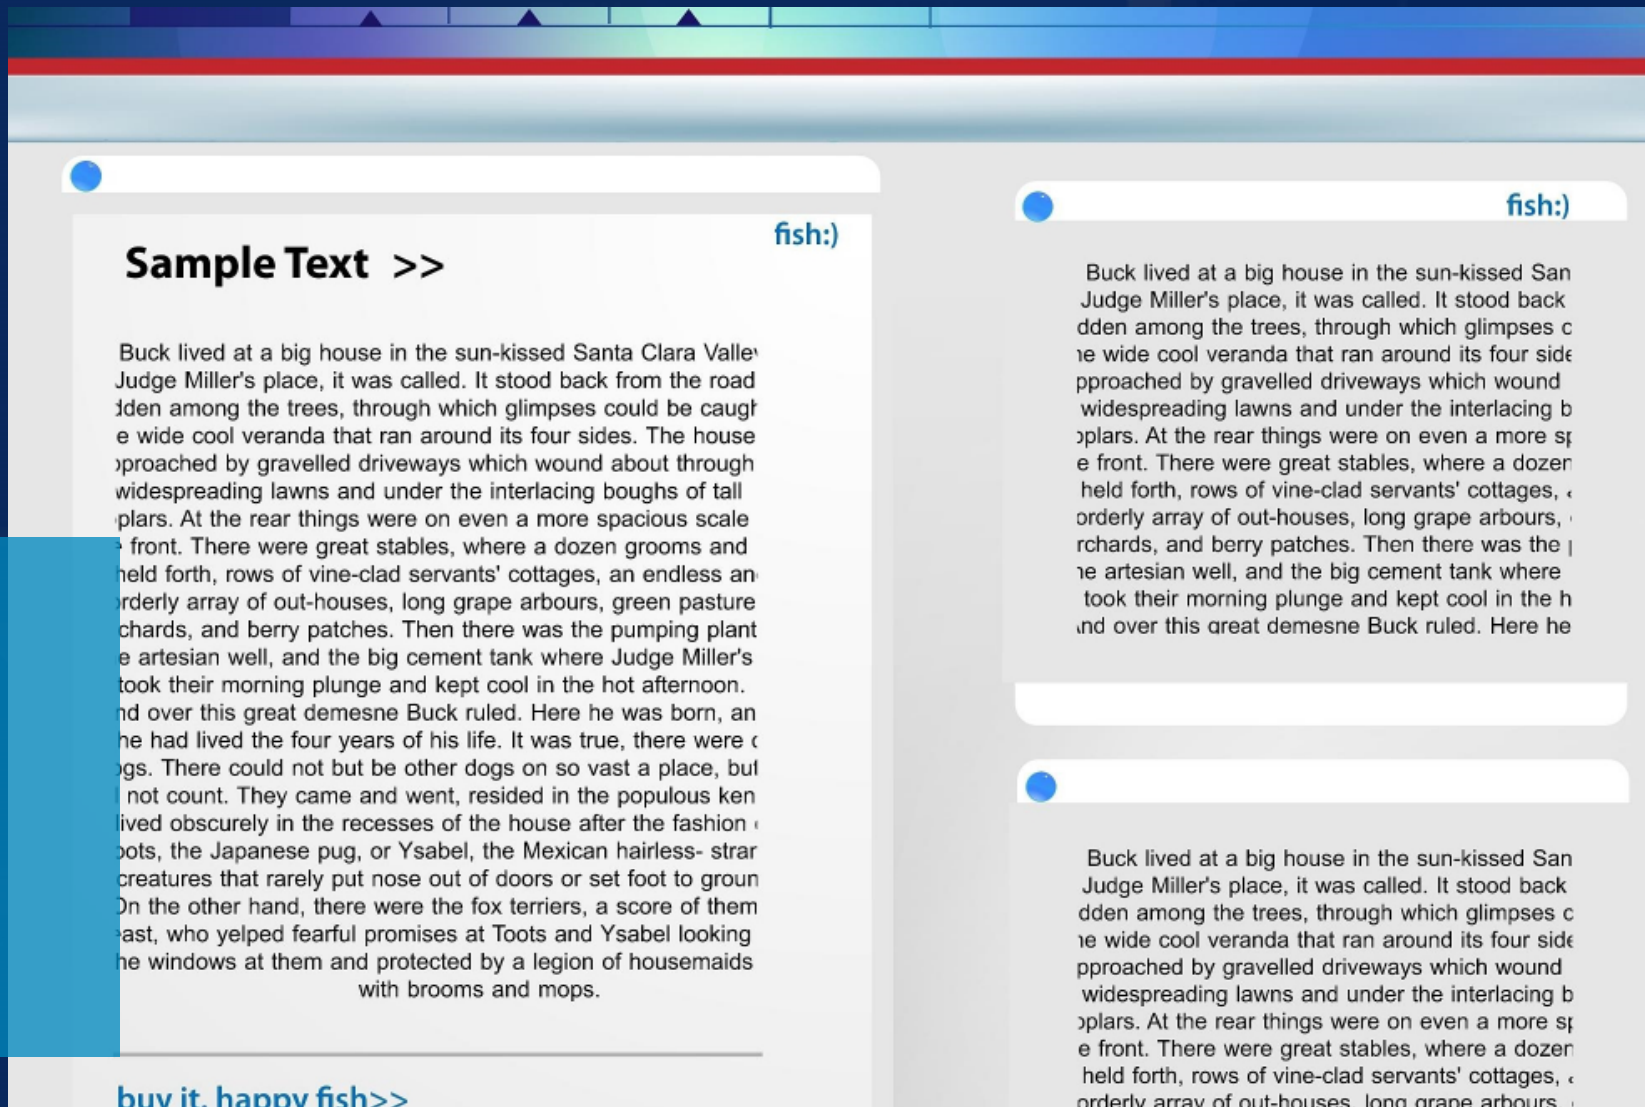 fish:)
Sample Text >>
Buck lived at a big house in the sun-kissed Santa Clara
Judge Miller's place, it was called. It stood back from the road
among the trees, through which glimpses could be
wide cool veranda that ran around its four sides. The house
by gravelled driveways which wound about through
widespreading lawns and under the interlacing boughs of tall
At the rear things were on even a more spacious scale
front. There were great stables, where a dozen grooms and
held forth, rows of vine-clad servants' cottages, an endless
array of out-houses, long grape arbours, green pasture
and berry patches. Then there was the pumping plant
artesian well, and the big cement tank where Judge Miller's
took their morning plunge and kept cool in the hot afternoon.
over this great demesne Buck ruled. Here he was born, an
he had lived the four years of his life. It was true, there were
There could not but be other dogs on so vast a place, but
not count. They came and went, resided in the populous ken
lived obscurely in the recesses of the house after the fashion
the Japanese pug, or Ysabel, the Mexican hairless-
creatures that rarely put nose out of doors or set foot to groun
On the other hand, there were the fox terriers, a score of them
who yelped fearful promises at Toots and Ysabel looking
windows at them and protected by a legion of housemaids
with brooms and mops.
buy it, happy fish>>
fish:)
Buck lived at a big house in the sun-kissed San
Judge Miller's place, it was called. It stood back
dden among the trees, through which glimpses
wide cool veranda that ran around its four
pproached by gravelled driveways which wound
widespreading lawns and under the interlacing b
At the rear things were on even a more
e front. There were great stables, where a dozen
held forth, rows of vine-clad servants' cottages,
orderly array of out-houses, long grape arbours,
rchards, and berry patches. Then there was the
artesian well, and the big cement tank where
took their morning plunge and kept cool in the h
over this great demesne Buck ruled. Here he
Buck lived at a big house in the sun-kissed San
Judge Miller's place, it was called. It stood back
dden among the trees, through which glimpses
wide cool veranda that ran around its four
pproached by gravelled driveways which wound
widespreading lawns and under the interlacing b
At the rear things were on even a more
e front. There were great stables, where a dozen
held forth, rows of vine-clad servants' cottages,
orderly array of out-houses, long grape arbours,